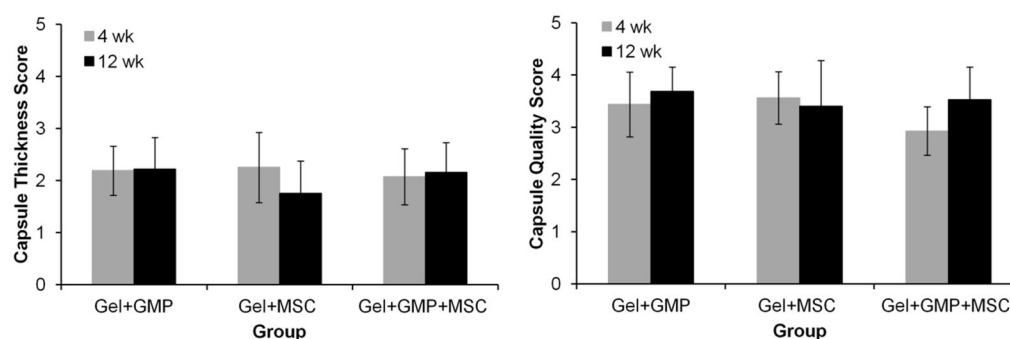 Capsule Thickness Score
5
4
3
2
1
0
4 wk
12 wk
Gel+GMP
Gel+MSC
Gel+GMP+MSC
Group
Capsule Quality Score
5
4
3
2
1
0
4 wk
12 wk
Gel+GMP
Gel+MSC
Gel+GMP+MSC
Group